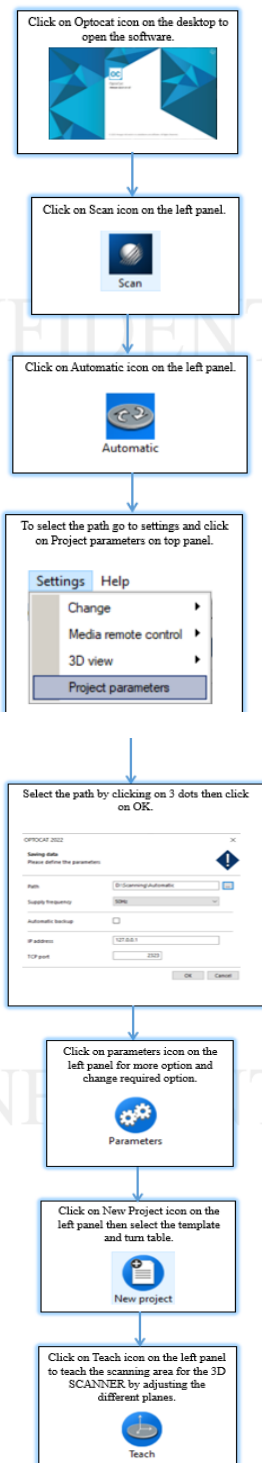 Click on Optocat icon on the desktop to
open the software.
Click on Scan icon on the left panel.
Scan
Click on Automatic icon on the left panel.
Automatic
To select the path go to settings and click
on Project parameters on top panel.
Settings Help
Change
Media remote control
3D view
Project parameters
Select the path by clicking on 3 dots then click
on OK.
OPTOCAT 2022
Saving data
Please define the parameters
Path D:\Scanning\Automatic
Supply frequency 50Hz
Automatic backup
IP address 127.0.0.1
TCP port 2323
OK Cancel
Click on parameters icon on the
left panel for more option and
change required option.
Parameters
Click on New Project icon on the
left panel then select the template
and turn table.
New project
Click on Teach icon on the left panel
to teach the scanning area for the 3D
SCANNER by adjusting the
different planes.
Teach